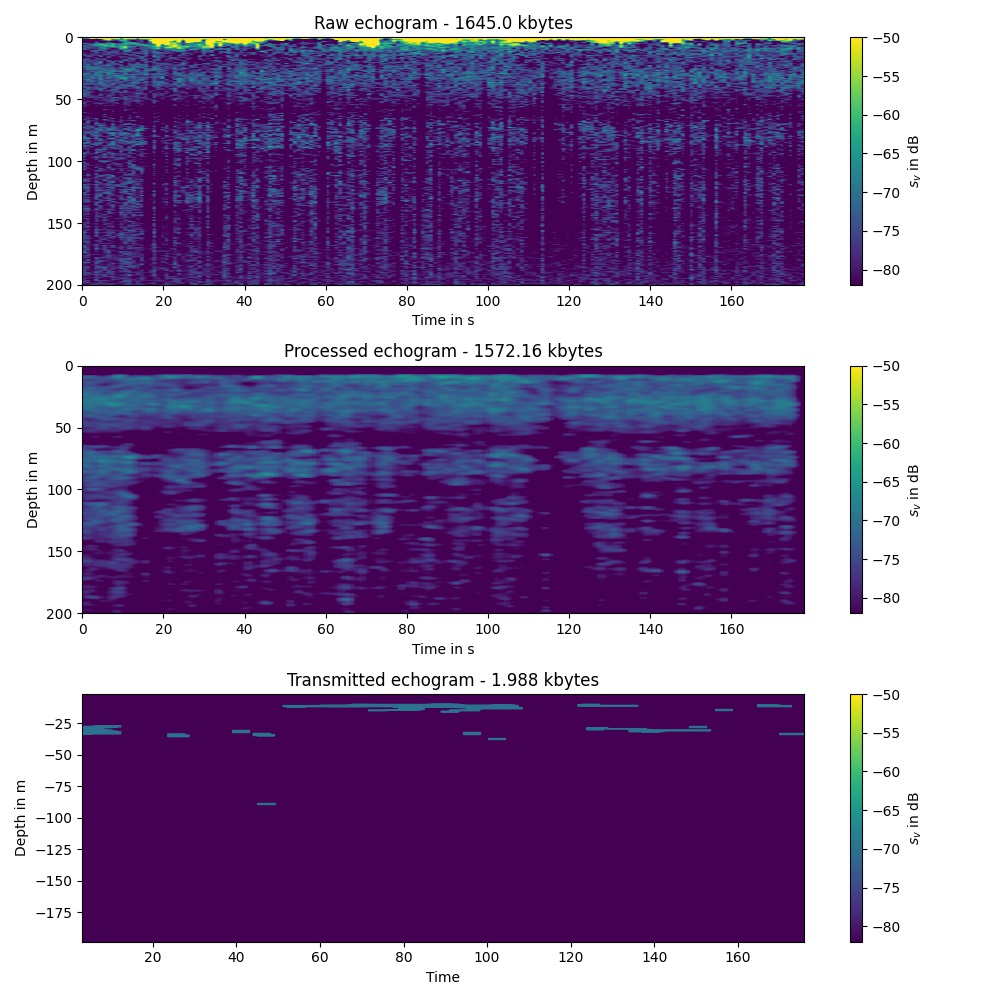 Raw echogram - 1645.0 kbytes
0
50
100
150
200
Depth in m
0 20 40 60 80 100 120 140 160
Time in s
−50
−55
−60
−65
−70
−75
−80
sv in dB
Processed echogram - 1572.16 kbytes
0
50
100
150
200
Depth in m
0 20 40 60 80 100 120 140 160
Time in s
−50
−55
−60
−65
−70
−75
−80
sv in dB
Transmitted echogram - 1.988 kbytes
−25
−50
−75
−100
−125
−150
−175
Depth in m
20 40 60 80 100 120 140 160
Time
−50
−55
−60
−65
−70
−75
−80
sv in dB